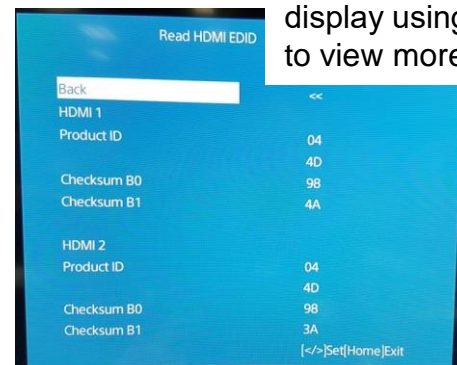 display using
to view more
Read HDMI EDID
Back <<
HDMI 1
Product ID 04
4D
Checksum B0 98
Checksum B1 4A
HDMI 2
Product ID 04
4D
Checksum B0 98
Checksum B1 3A
[</>]Set[Home]Exit